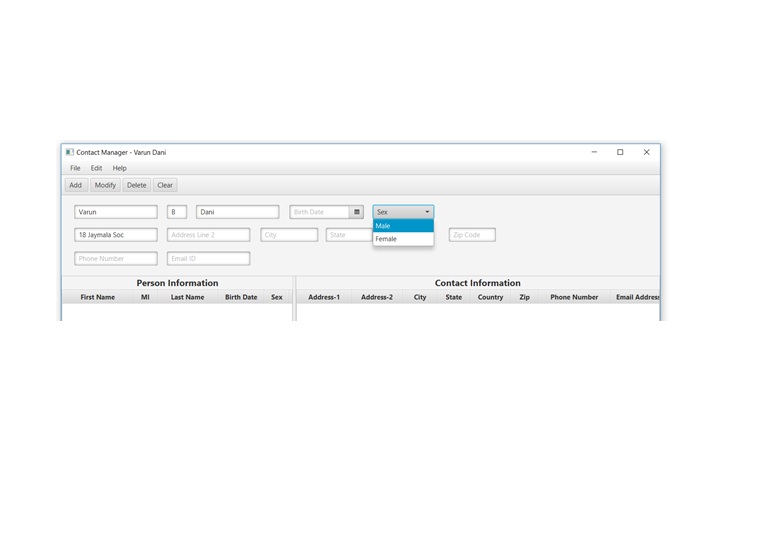 Contact Manager - Varun Dani
File Edit Help
Add Modify Delete Clear
Varun B Dani Birth Date Sex
Male
18 Jaymala Soc Address Line 2 City State Zip Code
Female
Phone Number Email ID
Person Information Contact Information
First Name MI Last Name Birth Date Sex Address-1 Address-2 City State Country Zip Phone Number Email Address